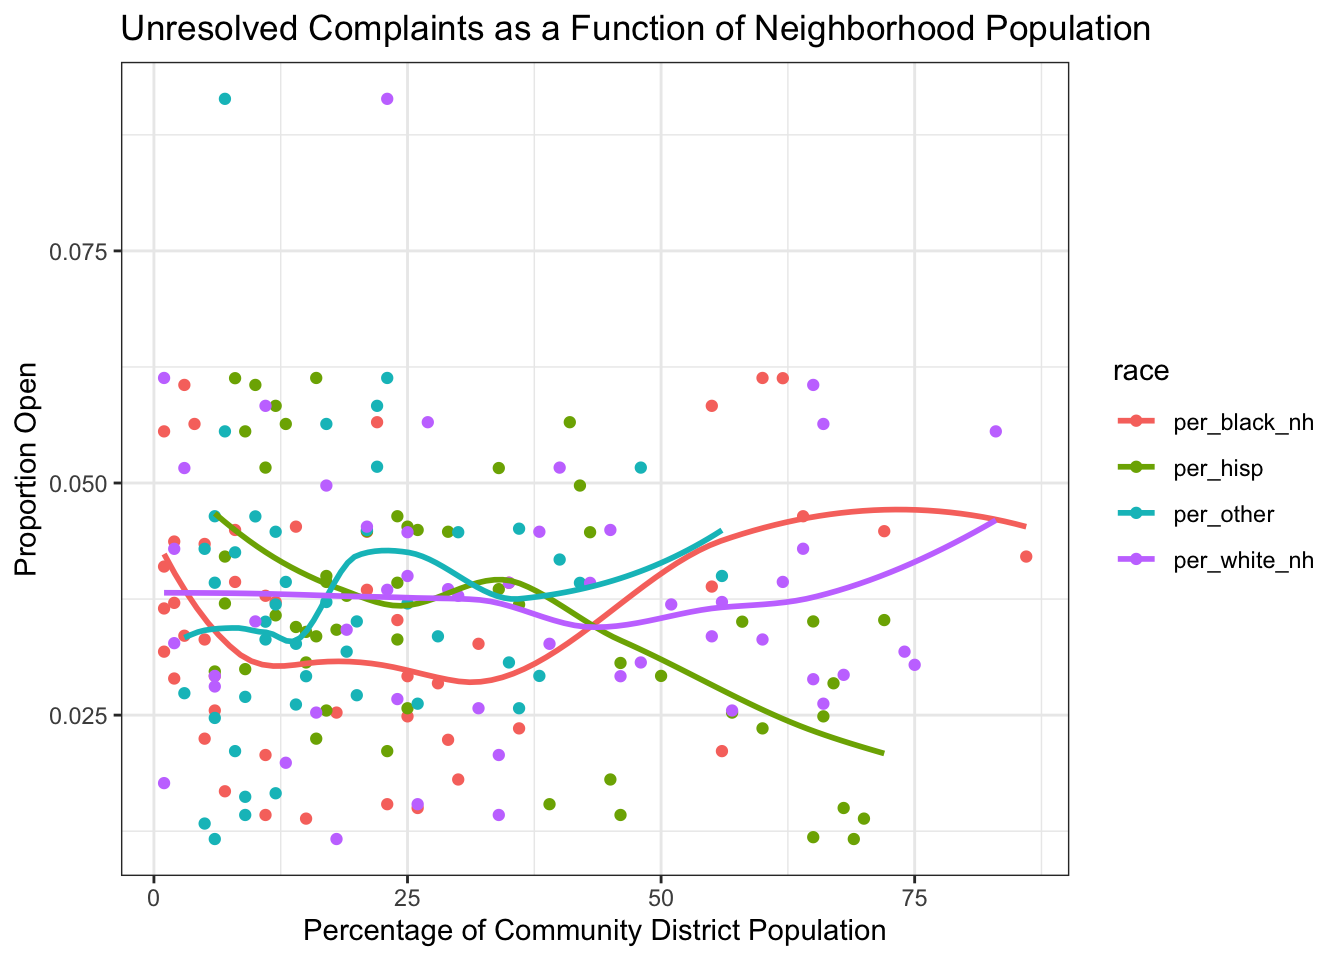 Unresolved Complaints as a Function of Neighborhood Population
0.075
0.050
0.025
Proportion Open
0
25
50
75
Percentage of Community District Population
race
per_black_nh
per_hisp
per_other
per_white_nh